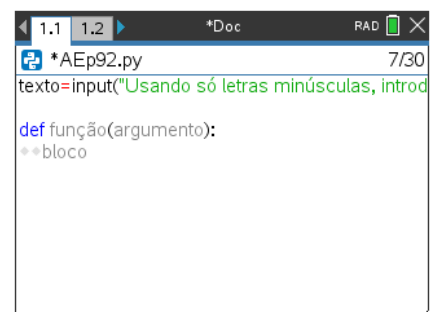 1.1 1.2 *Doc RAD
*AEp92.py 7/30
texto=input("Usando só letras minúsculas, introd
def função(argumento):
bloco